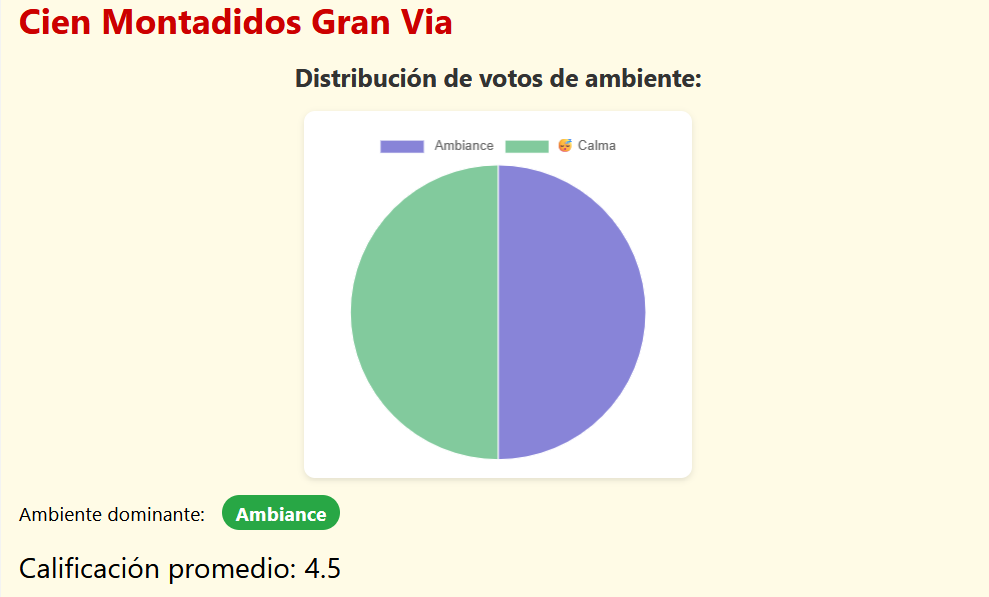 Cien Montadidos Gran Via
Distribución de votos de ambiente:
Ambiance 😴 Calma
Ambiente dominante: Ambiance
Calificación promedio: 4.5